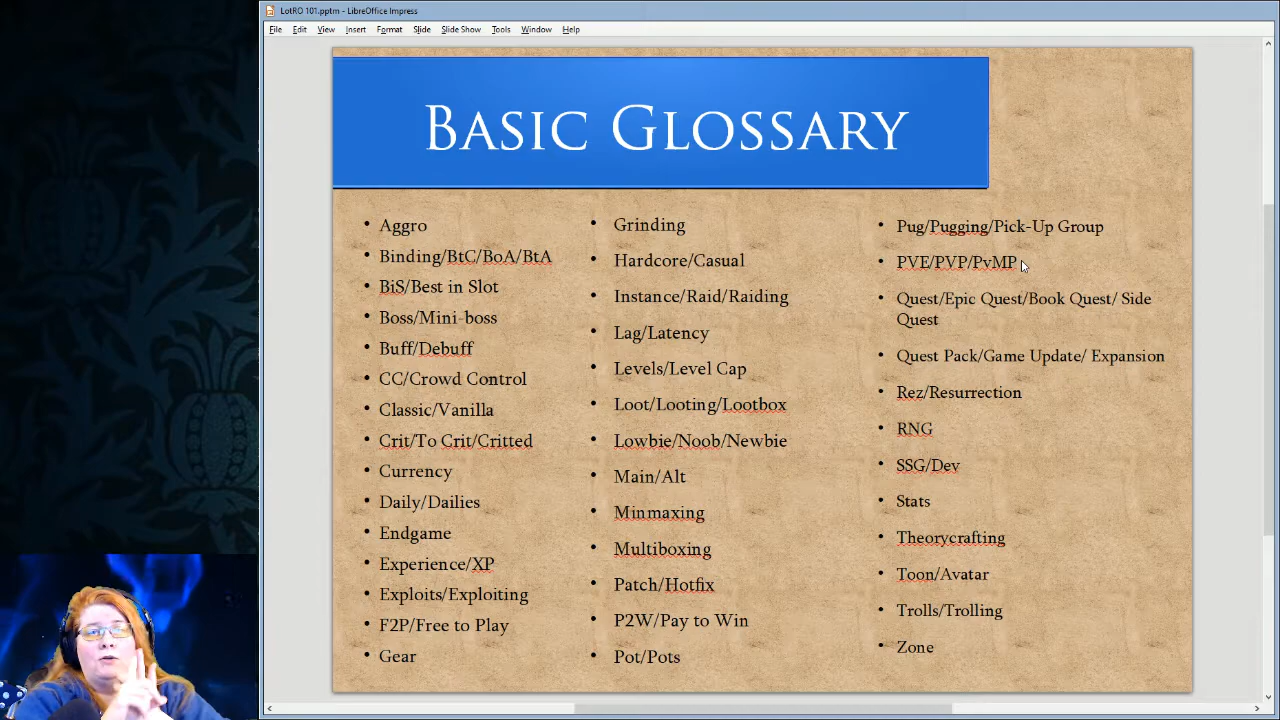 LotRO 101.pptm - LibreOffice Impress
File Edit View Insert Format Slide Slide Show Tools Window Help
Basic Glossary
• Aggro
• Binding/BtC/BoA/BtA
• BiS/Best in Slot
• Boss/Mini-boss
• Buff/Debuff
• CC/Crowd Control
• Classic/Vanilla
• Crit/To Crit/Critted
• Currency
• Daily/Dailies
• Endgame
• Experience/XP
• Exploits/Exploiting
• F2P/Free to Play
• Gear
• Grinding
• Hardcore/Casual
• Instance/Raid/Raiding
• Lag/Latency
• Levels/Level Cap
• Loot/Looting/Lootbox
• Lowbie/Noob/Newbie
• Main/Alt
• Minmaxing
• Multiboxing
• Patch/Hotfix
• P2W/Pay to Win
• Pot/Pots
• Pug/Pugging/Pick-Up Group
• PVE/PVP/PvMP
• Quest/Epic Quest/Book Quest/ Side
Quest
• Quest Pack/Game Update/ Expansion
• Rez/Resurrection
• RNG
• SSG/Dev
• Stats
• Theorycrafting
• Toon/Avatar
• Trolls/Trolling
• Zone